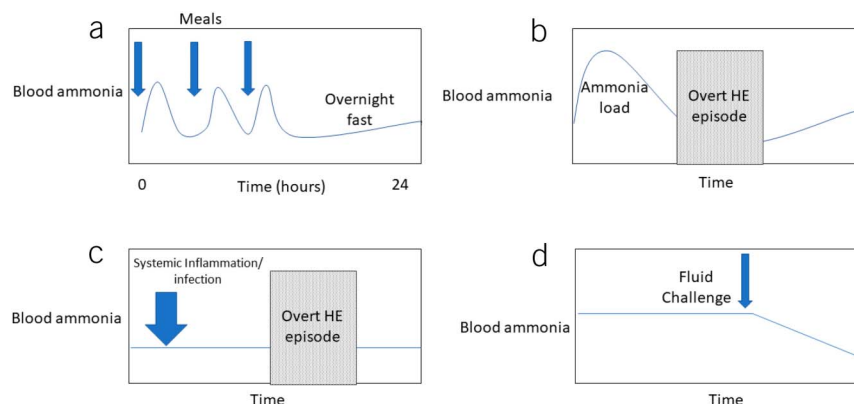 a
Meals
Blood ammonia
Overnight
fast
0
Time (hours)
24
b
Blood ammonia
Ammonia
load
Overt HE
episode
Time
c
Systemic Inflammation/
infection
Blood ammonia
Overt HE
episode
Time
d
Fluid
Challenge
Blood ammonia
Time